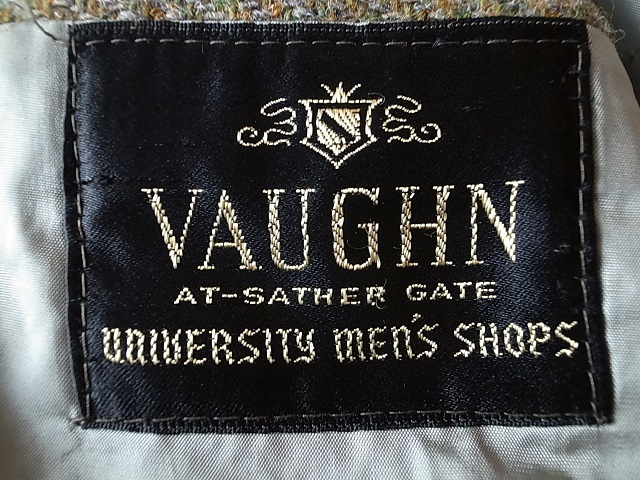 VAUGHN
AT-SATHER GATE
UNIVERSITY MEN'S SHOPS